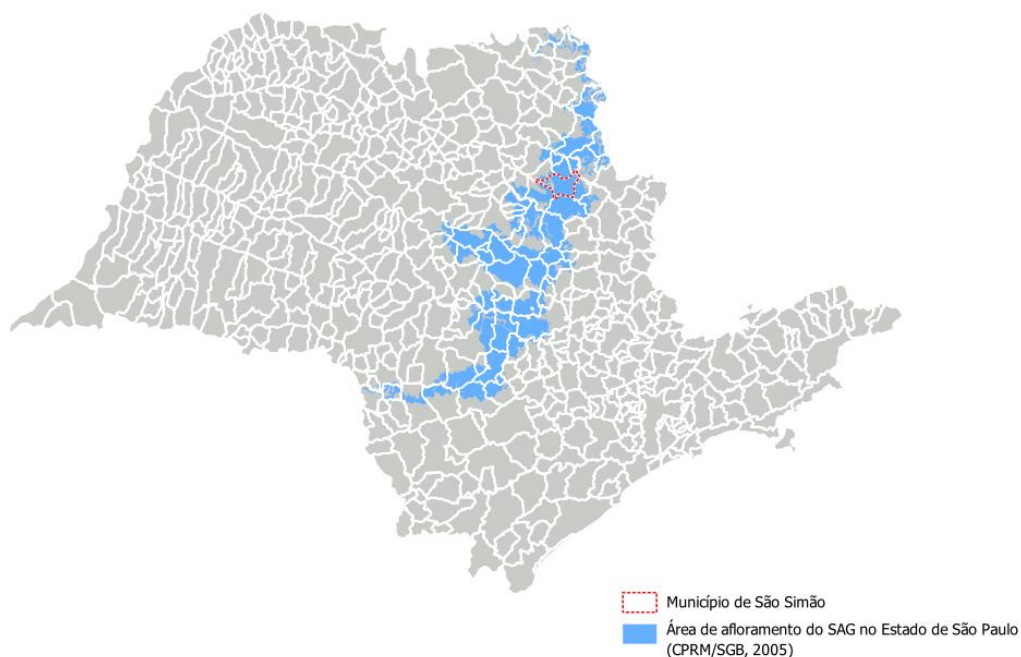 Município de São Simão
Área de afloramento do SAG no Estado de São Paulo
(CPRM/SGB, 2005)